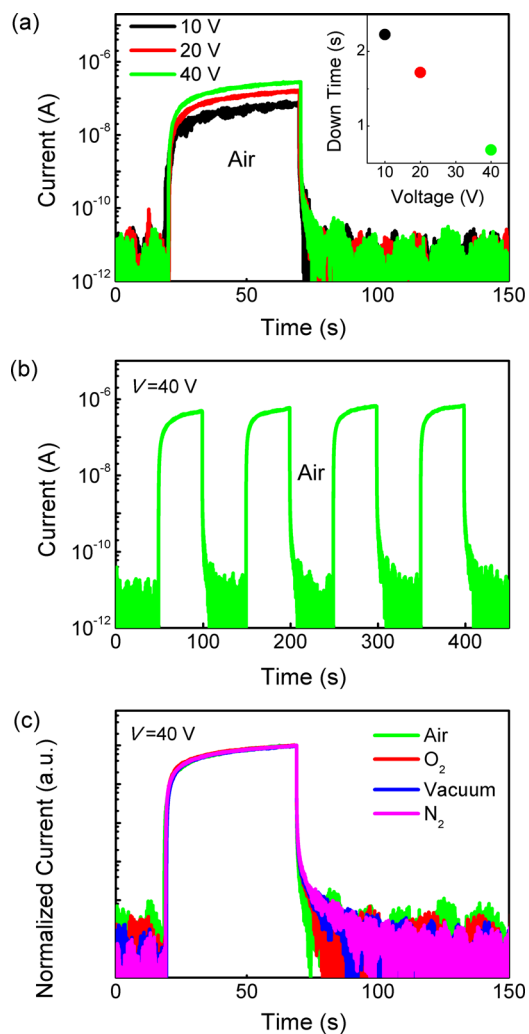 (a)
10 V
20 V
40 V
Air
Current (A)
10⁻⁶
10⁻⁸
10⁻¹⁰
10⁻¹²
0 50 100 150
Time (s)
Down Time (s)
2
1
10 20 30 40
Voltage (V)
(b)
V=40 V
Air
Current (A)
10⁻⁶
10⁻⁸
10⁻¹⁰
10⁻¹²
0 100 200 300 400
Time (s)
(c)
V=40 V
Air
O₂
Vacuum
N₂
Normalized Current (a.u.)
0 50 100 150
Time (s)